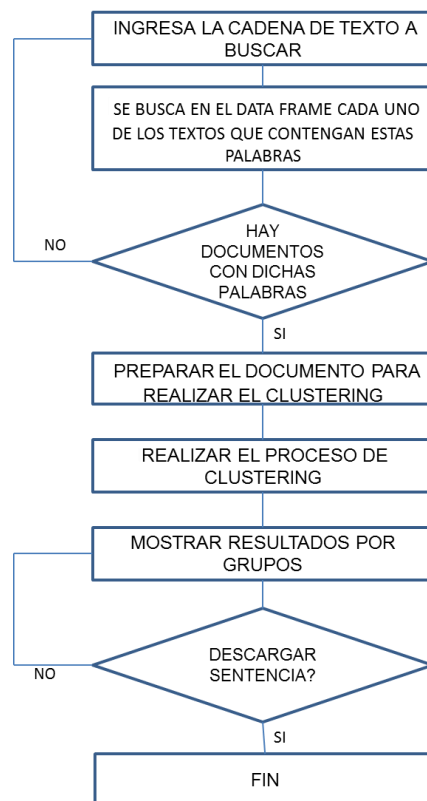 INGRESA LA CADENA DE TEXTO A
BUSCAR
SE BUSCA EN EL DATA FRAME CADA UNO
DE LOS TEXTOS QUE CONTENGAN ESTAS
PALABRAS
HAY
DOCUMENTOS
CON DICHAS
PALABRAS
NO
SI
PREPARAR EL DOCUMENTO PARA
REALIZAR EL CLUSTERING
REALIZAR EL PROCESO DE
CLUSTERING
MOSTRAR RESULTADOS POR
GRUPOS
DESCARGAR
SENTENCIA?
NO
SI
FIN